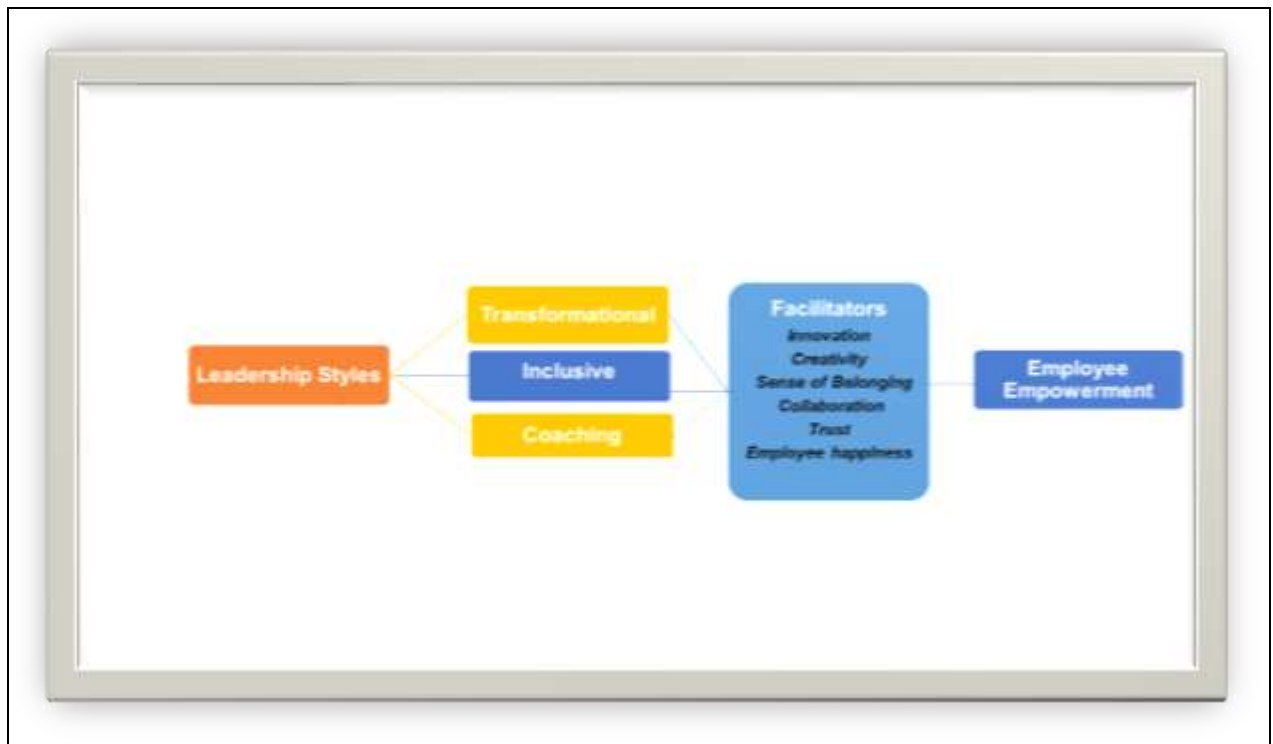 Leadership Styles
Transformational
Inclusive
Coaching
Facilitators
Innovation
Creativity
Sense of Belonging
Collaboration
Trust
Employee happiness
Employee
Empowerment